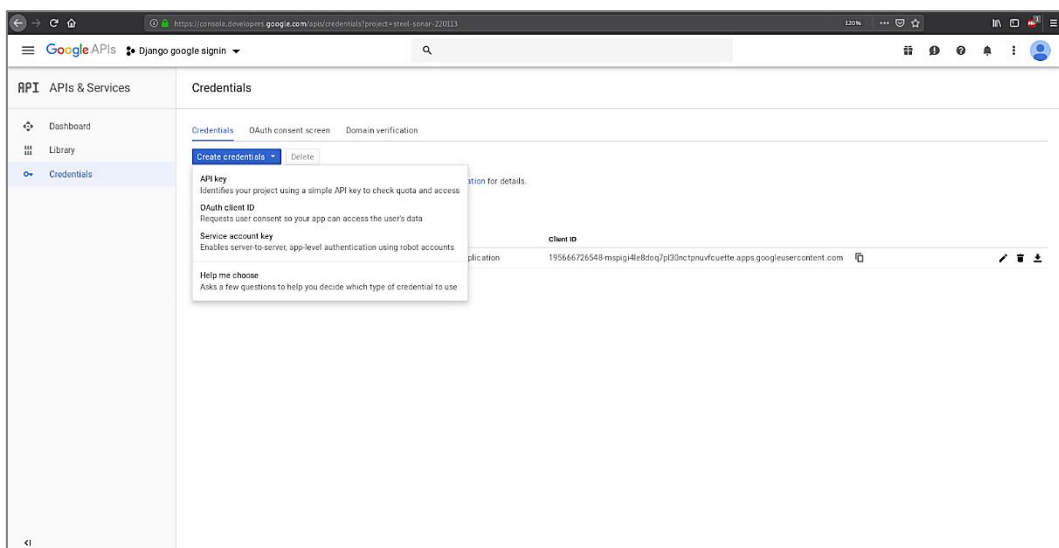 https://console.developers.google.com/apis/credentials?project=steel-sonar-220113
120%
Google APIs
Django google signin
API APIs & Services
Credentials
Dashboard
Library
Credentials
Credentials OAuth consent screen Domain verification
Create credentials Delete
API key
Identifies your project using a simple API key to check quota and access
ation for details.
OAuth client ID
Requests user consent so your app can access the user's data
Service account key
Enables server-to-server, app-level authentication using robot accounts
Client ID
plication 195666726548-mspigi4le8doq7pl30nctpnuvfcuette.apps.googleusercontent.com
Help me choose
Asks a few questions to help you decide which type of credential to use